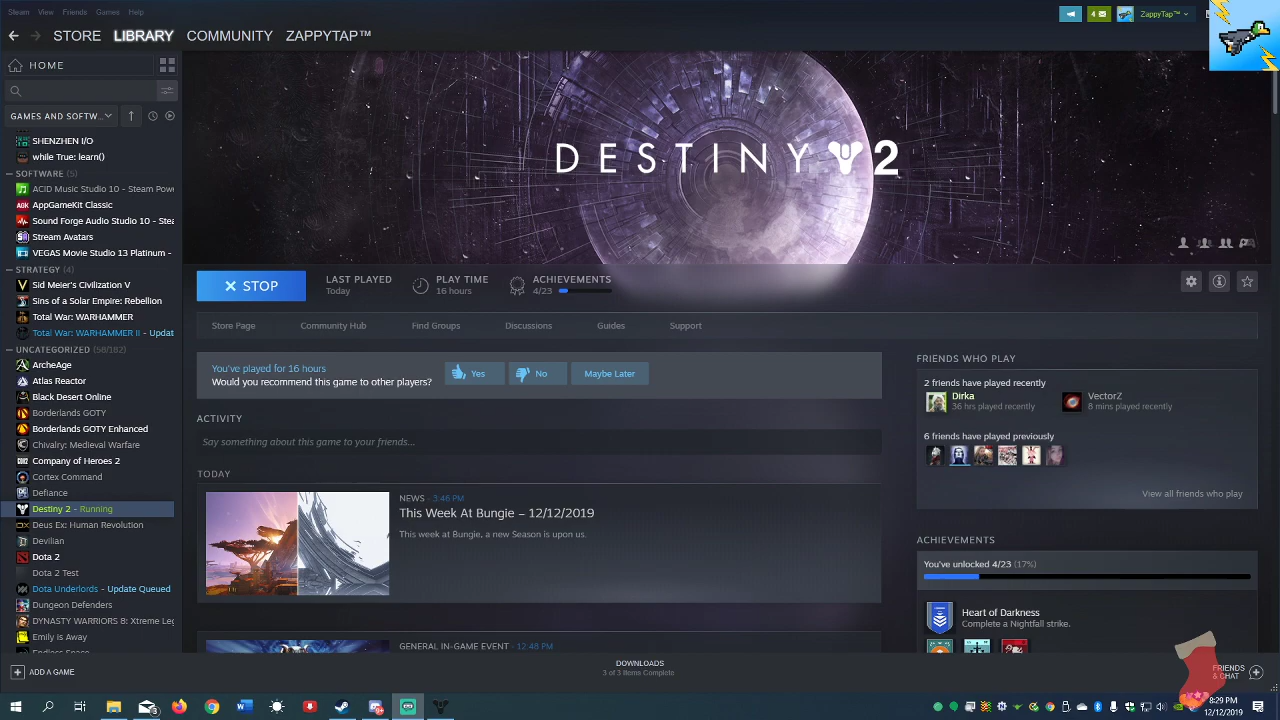 Steam View Friends Games Help
4 ZappyTap™
STORE LIBRARY COMMUNITY ZAPPYTAP™
HOME
GAMES AND SOFTW...
SHENZHEN I/O
while True: learn()
SOFTWARE (5)
ACID Music Studio 10 - Steam Pow
AppGameKit Classic
Sound Forge Audio Studio 10 - Stea
Stream Avatars
VEGAS Movie Studio 13 Platinum -
STRATEGY (4)
Sid Meier's Civilization V
Sins of a Solar Empire: Rebellion
Total War: WARHAMMER
Total War: WARHAMMER II - Updat
UNCATEGORIZED (58/182)
ArcheAge
Atlas Reactor
Black Desert Online
Borderlands GOTY
Borderlands GOTY Enhanced
Chivalry: Medieval Warfare
Company of Heroes 2
Cortex Command
Defiance
Destiny 2 - Running
Deus Ex: Human Revolution
Devilian
Dota 2
Dota 2 Test
Dota Underlords - Update Queued
Dungeon Defenders
DYNASTY WARRIORS 8: Xtreme Leg
Emily is Away
Endless Space
ADD A GAME
DESTINY 2
STOP
LAST PLAYED
Today
PLAY TIME
16 hours
ACHIEVEMENTS
4/23
Store Page Community Hub Find Groups Discussions Guides Support
You've played for 16 hours
Would you recommend this game to other players?
Yes No Maybe Later
ACTIVITY
Say something about this game to your friends...
TODAY
NEWS - 3:46 PM
This Week At Bungie – 12/12/2019
This week at Bungie, a new Season is upon us.
GENERAL IN-GAME EVENT - 12:48 PM
FRIENDS WHO PLAY
2 friends have played recently
Dirka
36 hrs played recently
VectorZ
8 mins played recently
6 friends have played previously
View all friends who play
ACHIEVEMENTS
You've unlocked 4/23 (17%)
Heart of Darkness
Complete a Nightfall strike.
DOWNLOADS
3 of 3 Items Complete
FRIENDS
& CHAT
8:29 PM
12/12/2019